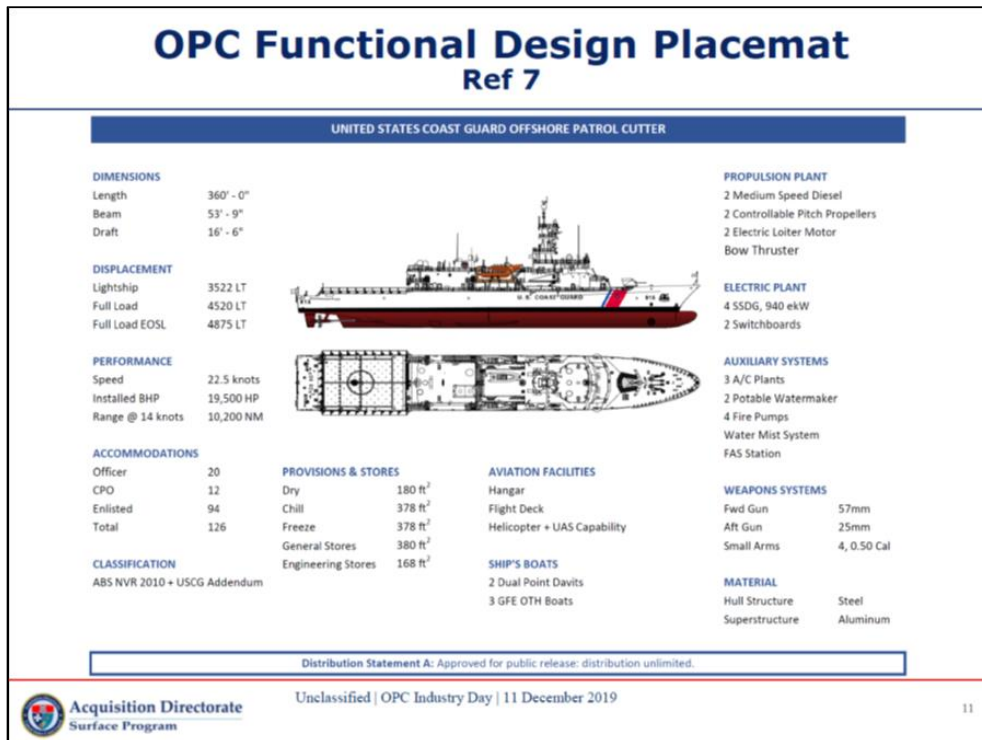 OPC Functional Design Placemat
Ref 7
UNITED STATES COAST GUARD OFFSHORE PATROL CUTTER
DIMENSIONS
Length 360' - 0"
Beam 53' - 9"
Draft 16' - 6"
DISPLACEMENT
Lightship 3522 LT
Full Load 4520 LT
Full Load EOSL 4875 LT
PERFORMANCE
Speed 22.5 knots
Installed BHP 19,500 HP
Range @ 14 knots 10,200 NM
ACCOMMODATIONS
Officer 20
CPO 12
Enlisted 94
Total 126
CLASSIFICATION
ABS NVR 2010 + USCG Addendum
U.S. COAST GUARD 915
PROVISIONS & STORES
Dry 180 ft²
Chill 378 ft²
Freeze 378 ft²
General Stores 380 ft²
Engineering Stores 168 ft²
AVIATION FACILITIES
Hangar
Flight Deck
Helicopter + UAS Capability
SHIP'S BOATS
2 Dual Point Davits
3 GFE OTH Boats
PROPULSION PLANT
2 Medium Speed Diesel
2 Controllable Pitch Propellers
2 Electric Loiter Motor
Bow Thruster
ELECTRIC PLANT
4 SSDG, 940 ekW
2 Switchboards
AUXILIARY SYSTEMS
3 A/C Plants
2 Potable Watermaker
4 Fire Pumps
Water Mist System
FAS Station
WEAPONS SYSTEMS
Fwd Gun 57mm
Aft Gun 25mm
Small Arms 4, 0.50 Cal
MATERIAL
Hull Structure Steel
Superstructure Aluminum
Distribution Statement A: Approved for public release: distribution unlimited.
Acquisition Directorate
Surface Program
Unclassified | OPC Industry Day | 11 December 2019
11